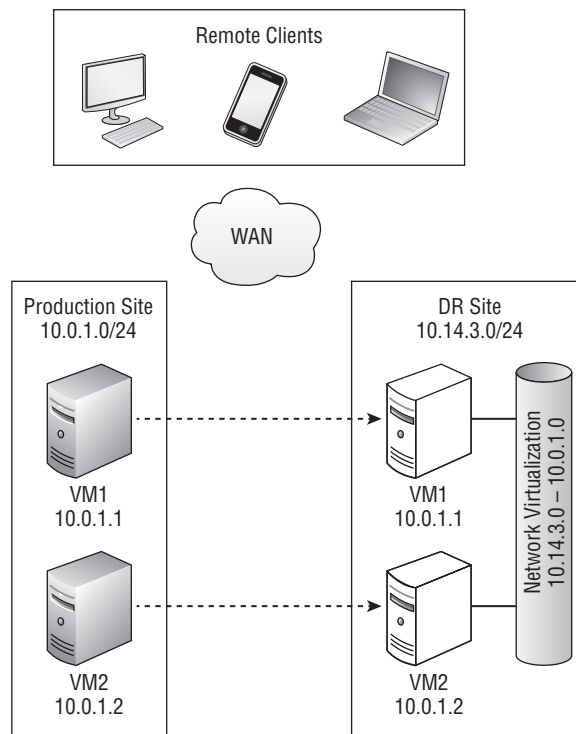 Remote Clients
WAN
Production Site
10.0.1.0/24
VM1
10.0.1.1
VM2
10.0.1.2
DR Site
10.14.3.0/24
VM1
10.0.1.1
VM2
10.0.1.2
Network Virtualization
10.14.3.0 – 10.0.1.0